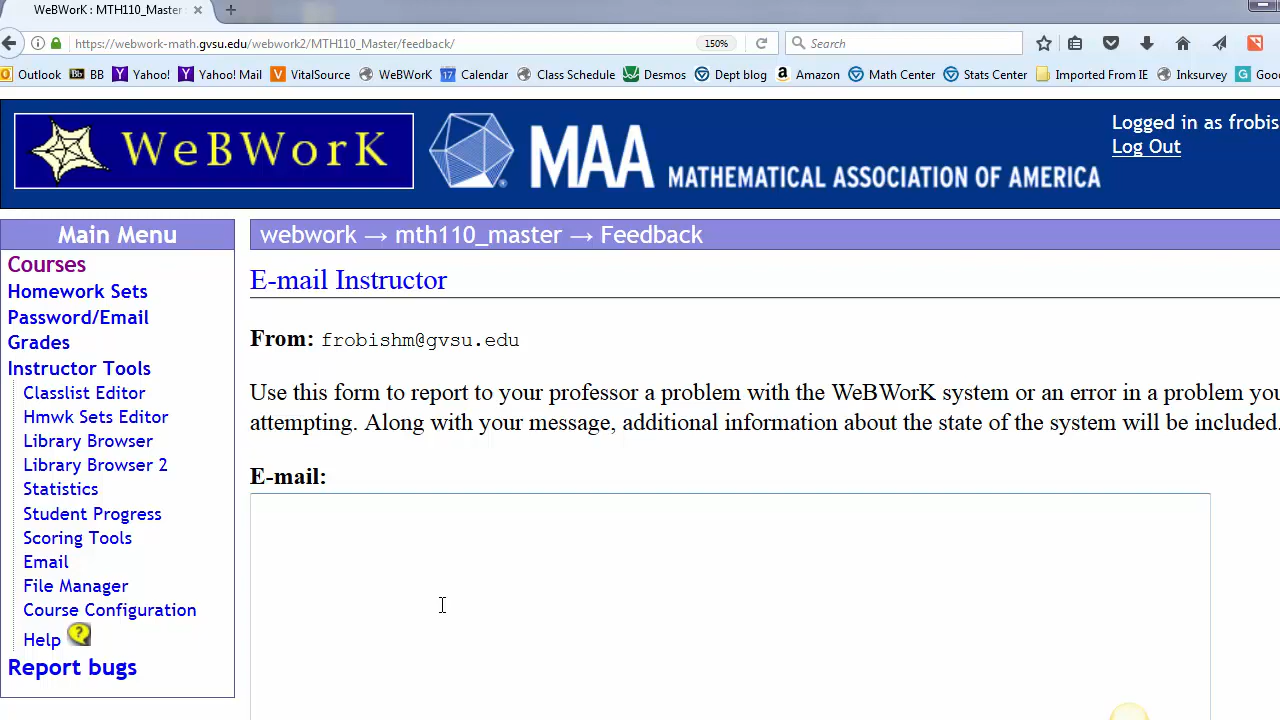 WeBWorK : MTH110_Master :
https://webwork-math.gvsu.edu/webwork2/MTH110_Master/feedback/ 150% Search
Outlook BB Yahoo! Yahoo! Mail VitalSource WeBWorK Calendar Class Schedule Desmos Dept blog Amazon Math Center Stats Center Imported From IE Inksurvey Goo
WeBWorK MAA MATHEMATICAL ASSOCIATION OF AMERICA
Logged in as frobis
Log Out
Main Menu
Courses
Homework Sets
Password/Email
Grades
Instructor Tools
Classlist Editor
Hmwk Sets Editor
Library Browser
Library Browser 2
Statistics
Student Progress
Scoring Tools
Email
File Manager
Course Configuration
Help ?
Report bugs
webwork → mth110_master → Feedback
E-mail Instructor
From: frobishm@gvsu.edu
Use this form to report to your professor a problem with the WeBWorK system or an error in a problem you
attempting. Along with your message, additional information about the state of the system will be included.
E-mail: